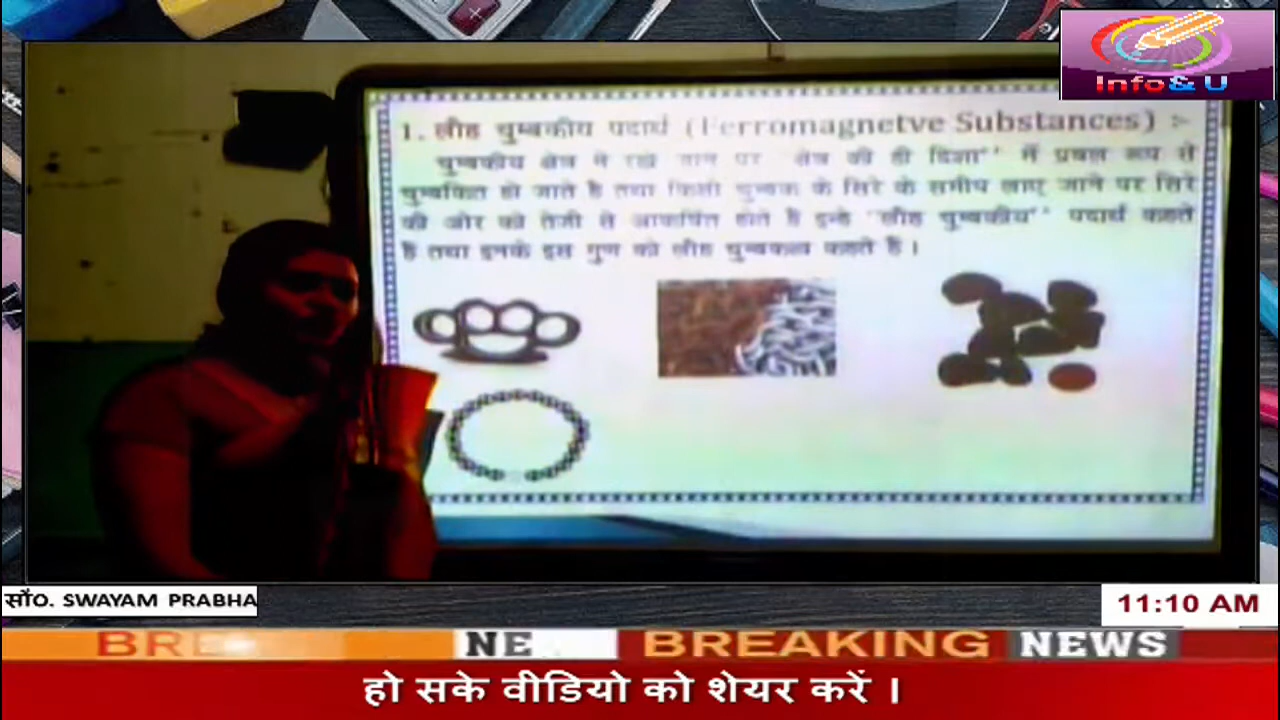 Info& U
1. लौह चुम्बकीय पदार्थ (Ferromagnetve Substances) :-
चुम्बकीय क्षेत्र में रखे जाने पर क्षेत्र की ही दिशा'' में प्रबल रूप से
चुम्बकित हो जाते है तथा किसी चुम्बक के सिरे के समीप लाए जाने पर सिरे
की ओर को तेजी से आकर्षित होते है इन्हे ''लौह चुम्बकीय'' पदार्थ कहते
है तथा इनके इस गुण को लौह चुम्बकत्व कहते है।
सौं०. SWAYAM PRABHA
11:10 AM
BRE NE BREAKING NEWS
हो सके वीडियो को शेयर करें ।